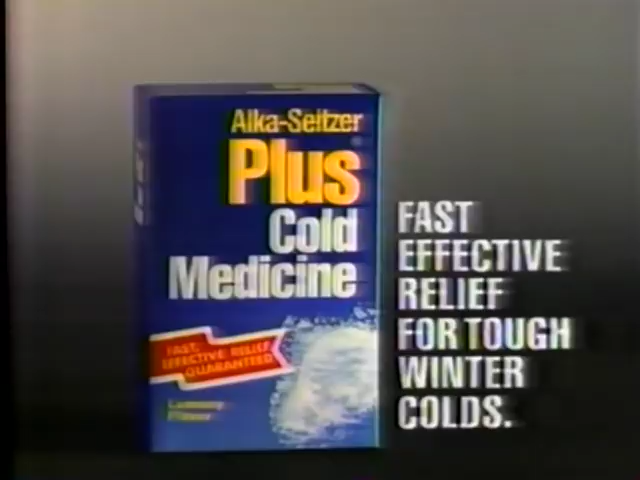 Alka-Seltzer
Plus
Cold
Medicine
FAST,
EFFECTIVE RELIEF
GUARANTEED
FAST
EFFECTIVE
RELIEF
FOR TOUGH
WINTER
COLDS.